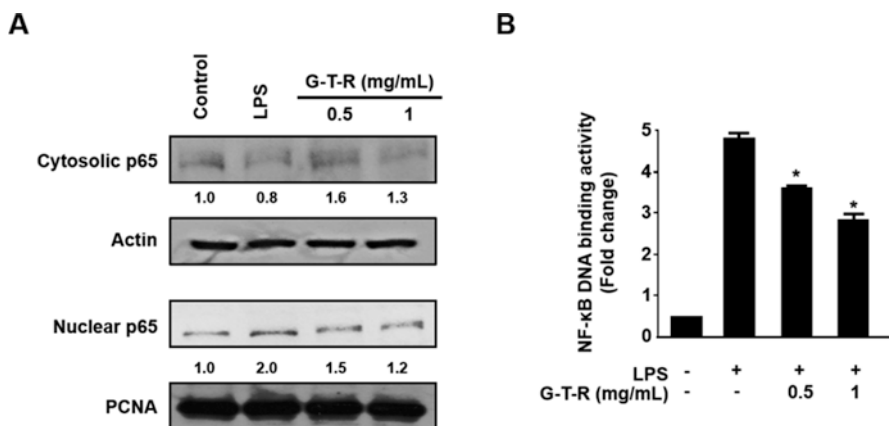 A
Control
LPS
G-T-R (mg/mL)
0.5 1
Cytosolic p65
1.0 0.8 1.6 1.3
Actin
Nuclear p65
1.0 2.0 1.5 1.2
PCNA
B
NF-κB DNA binding activity
(Fold change)
5
4
3
2
1
0
* *
LPS - + + +
G-T-R (mg/mL) - - 0.5 1